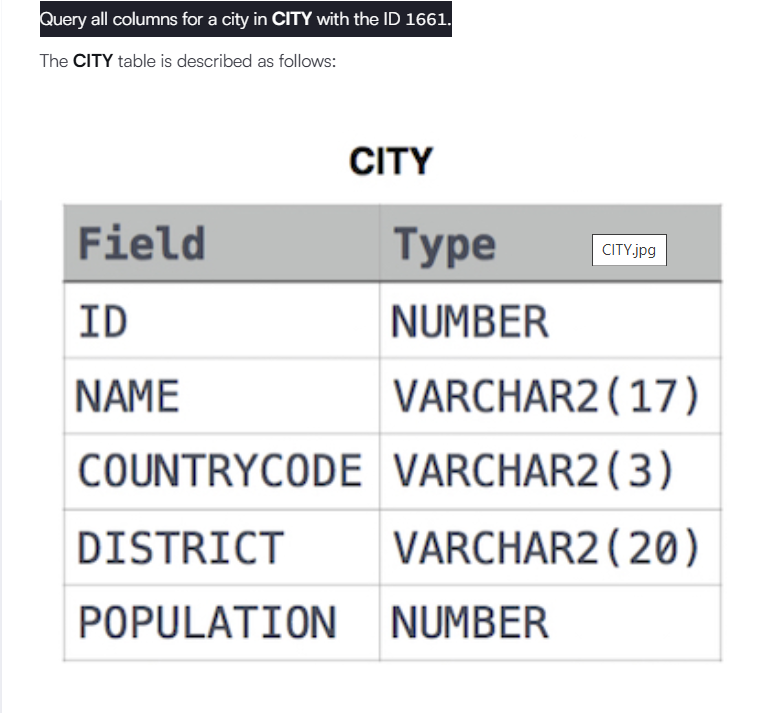 Query all columns for a city in CITY with the ID 1661.
The CITY table is described as follows:
CITY
Field Type CITY.jpg
ID NUMBER
NAME VARCHAR2(17)
COUNTRYCODE VARCHAR2(3)
DISTRICT VARCHAR2(20)
POPULATION NUMBER